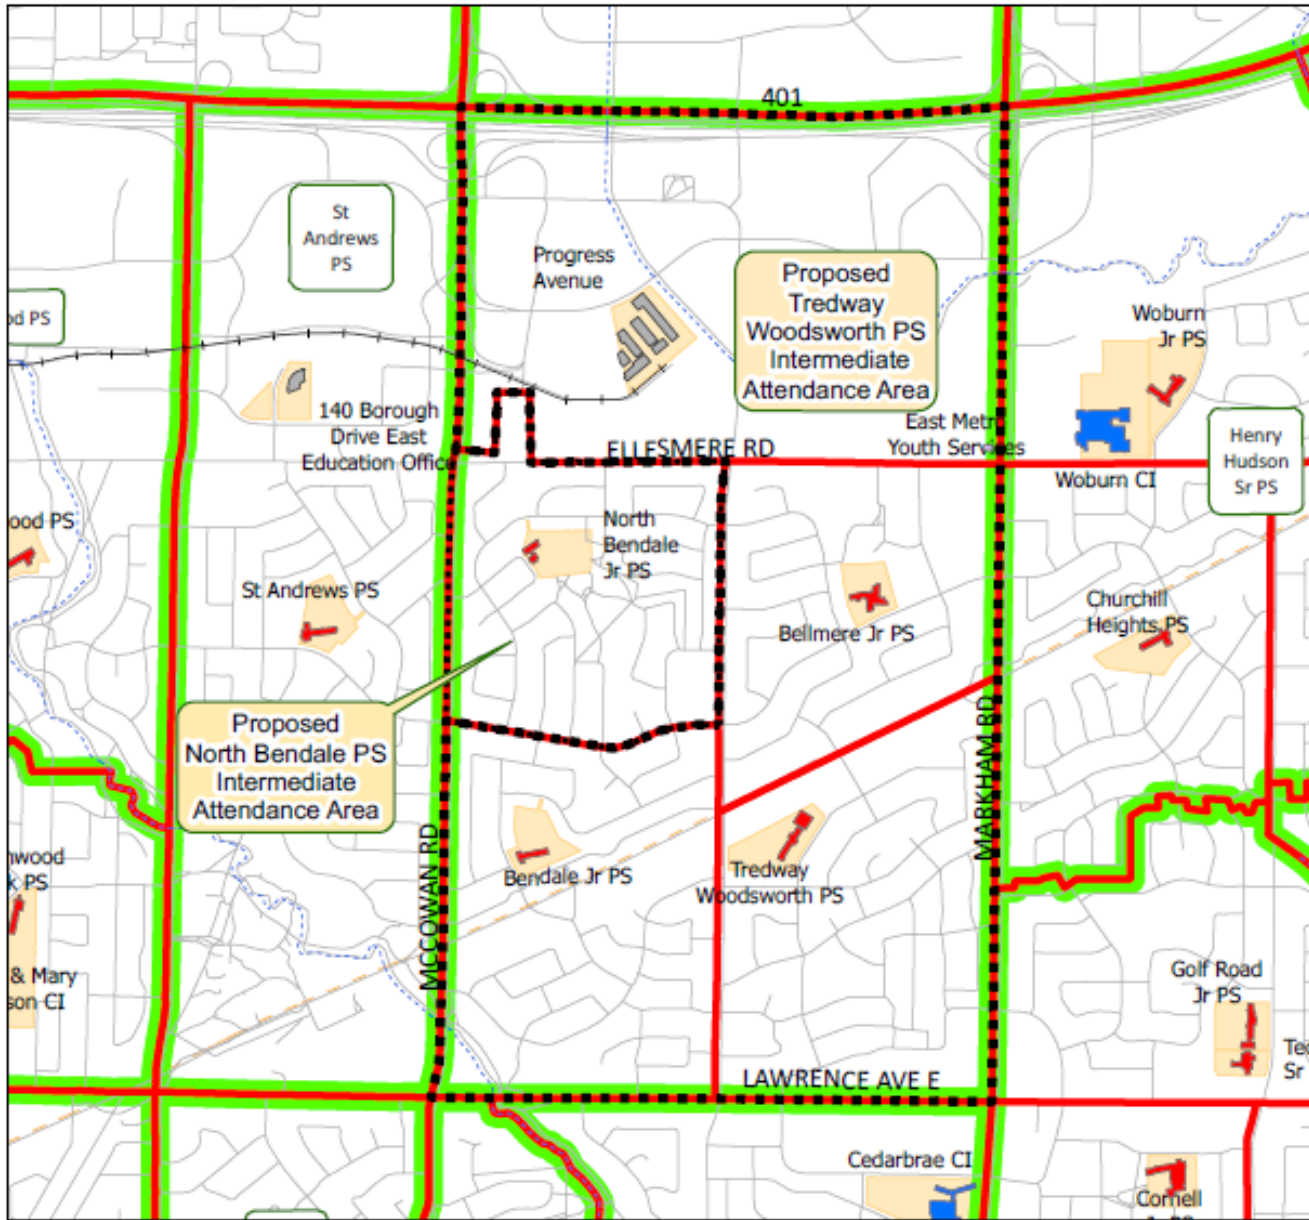 401
St
Andrews
PS
Progress
Avenue
Proposed
Tredway
Woodsworth PS
Intermediate
Attendance Area
Woburn
Jr PS
od PS
140 Borough
Drive East
Education Office
ELLESMERE RD
East Metro
Youth Services
Henry
Hudson
Sr PS
Woburn CI
ood PS
North
Bendale
Jr PS
St Andrews PS
Bellmere Jr PS
Churchill
Heights PS
Proposed
North Bendale PS
Intermediate
Attendance Area
MCCOWAN RD
MARKHAM RD
nwood
k PS
Bendale Jr PS
Tredway
Woodsworth PS
& Mary
son CI
Golf Road
Jr PS
Te
Sr
LAWRENCE AVE E
Cedarbrae CI
Cornell